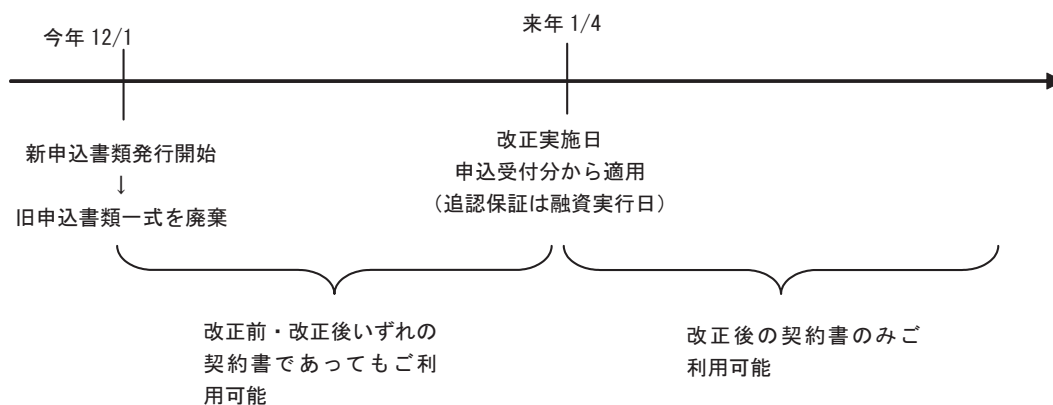 今年 12/1
来年 1/4
新申込書類発行開始
↓
旧申込書類一式を廃棄
改正実施日
申込受付分から適用
（追認保証は融資実行日）
改正前・改正後いずれの
契約書であってもご利
用可能
改正後の契約書のみご
利用可能